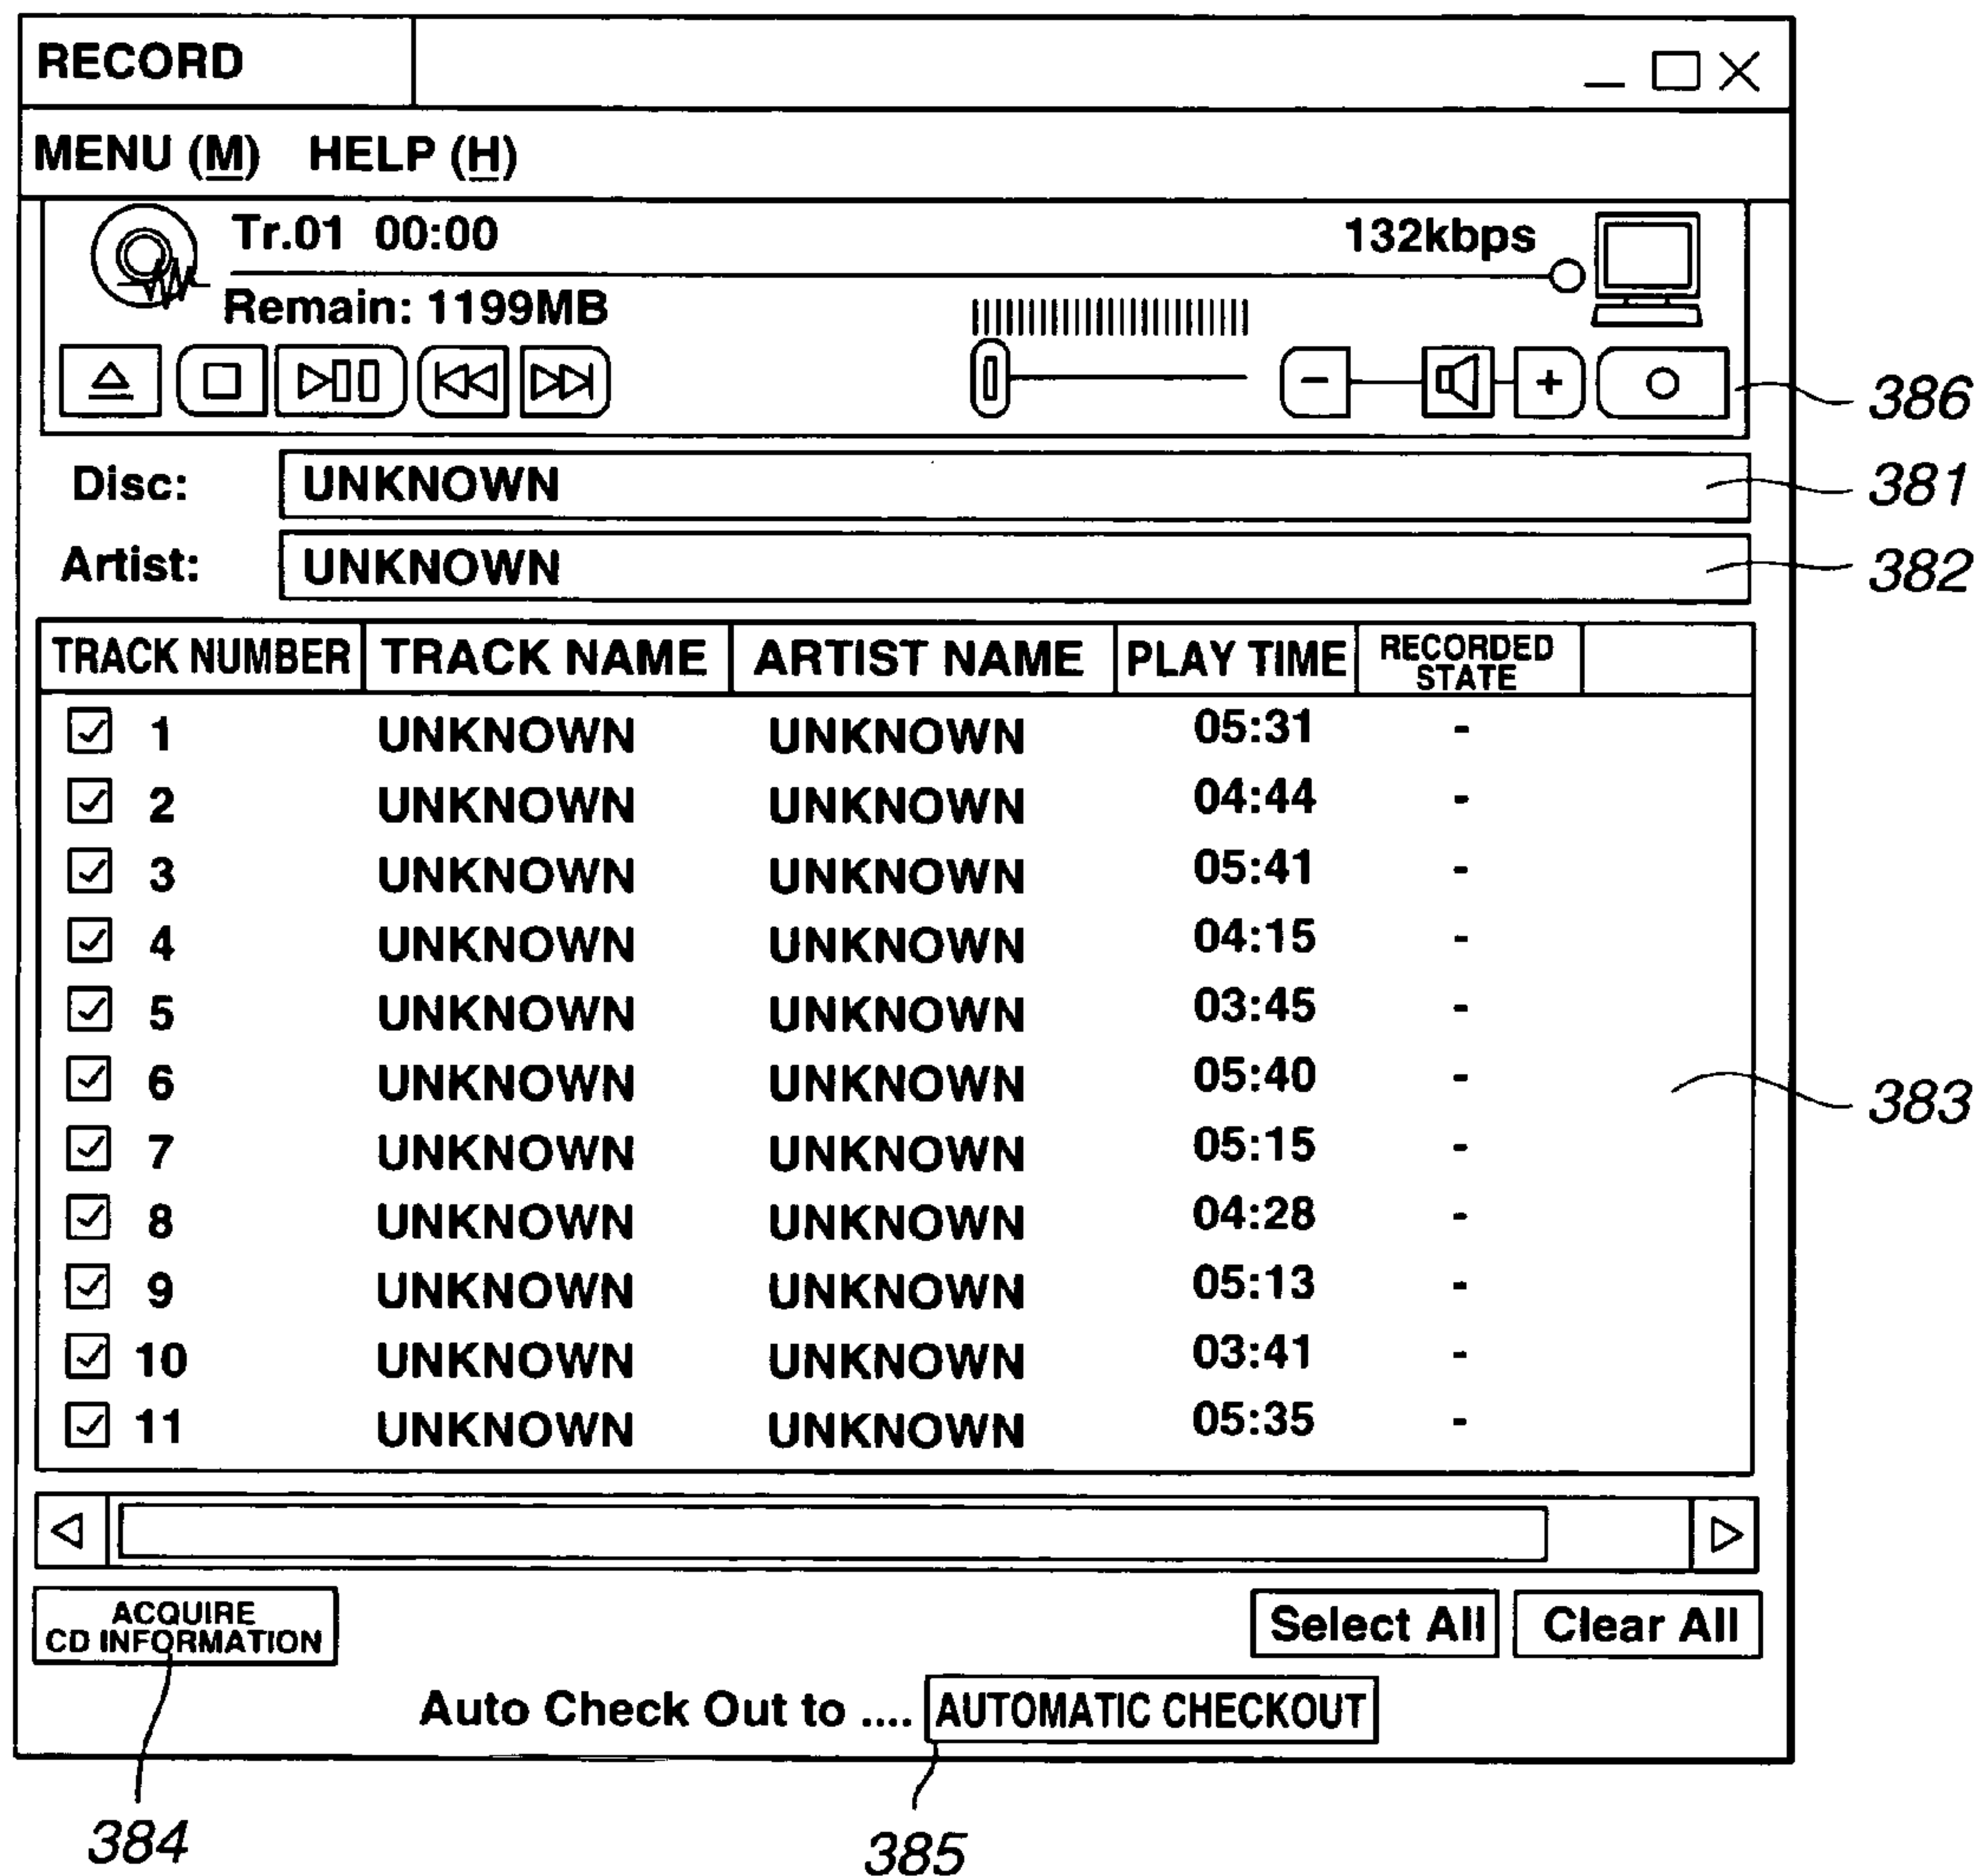 RECORD
MENU (M) HELP (H)
Tr.01 00:00 132kbps
Remain: 1199MB
- +
386
Disc: UNKNOWN 381
Artist: UNKNOWN 382
TRACK NUMBER TRACK NAME ARTIST NAME PLAY TIME RECORDED STATE
1 UNKNOWN UNKNOWN 05:31 -
2 UNKNOWN UNKNOWN 04:44 -
3 UNKNOWN UNKNOWN 05:41 -
4 UNKNOWN UNKNOWN 04:15 -
5 UNKNOWN UNKNOWN 03:45 -
6 UNKNOWN UNKNOWN 05:40 -
383
7 UNKNOWN UNKNOWN 05:15 -
8 UNKNOWN UNKNOWN 04:28 -
9 UNKNOWN UNKNOWN 05:13 -
10 UNKNOWN UNKNOWN 03:41 -
11 UNKNOWN UNKNOWN 05:35 -
ACQUIRE
CD INFORMATION
Select All Clear All
Auto Check Out to .... AUTOMATIC CHECKOUT
384 385